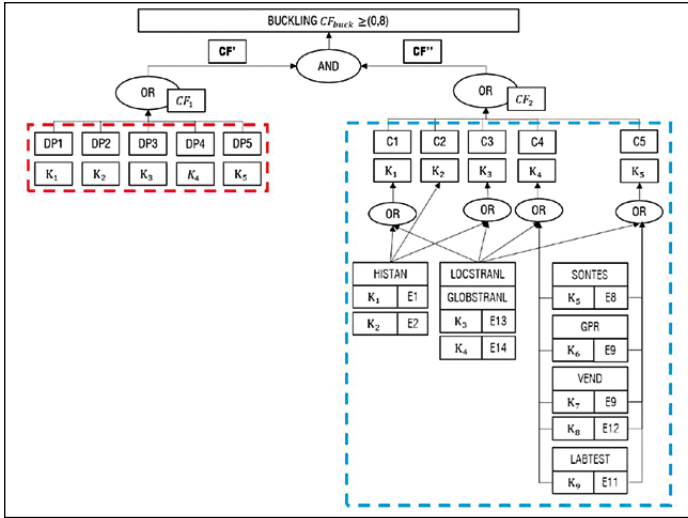 BUCKLING CF_buck ≥(0,8)
CF' CF''
AND
OR OR
CF₁ CF₂
DP1 DP2 DP3 DP4 DP5 C1 C2 C3 C4 C5
K₁ K₂ K₃ K₄ K₅ K₁ K₂ K₃ K₄ K₅
OR OR OR OR
HISTAN LOCSTRANL SONTES
K₁ E1 GLOBSTRANL K₅ E8
K₂ E2 K₃ E13 GPR
K₄ E14 K₆ E9
VEND
K₇ E9
K₈ E12
LABTEST
K₉ E11